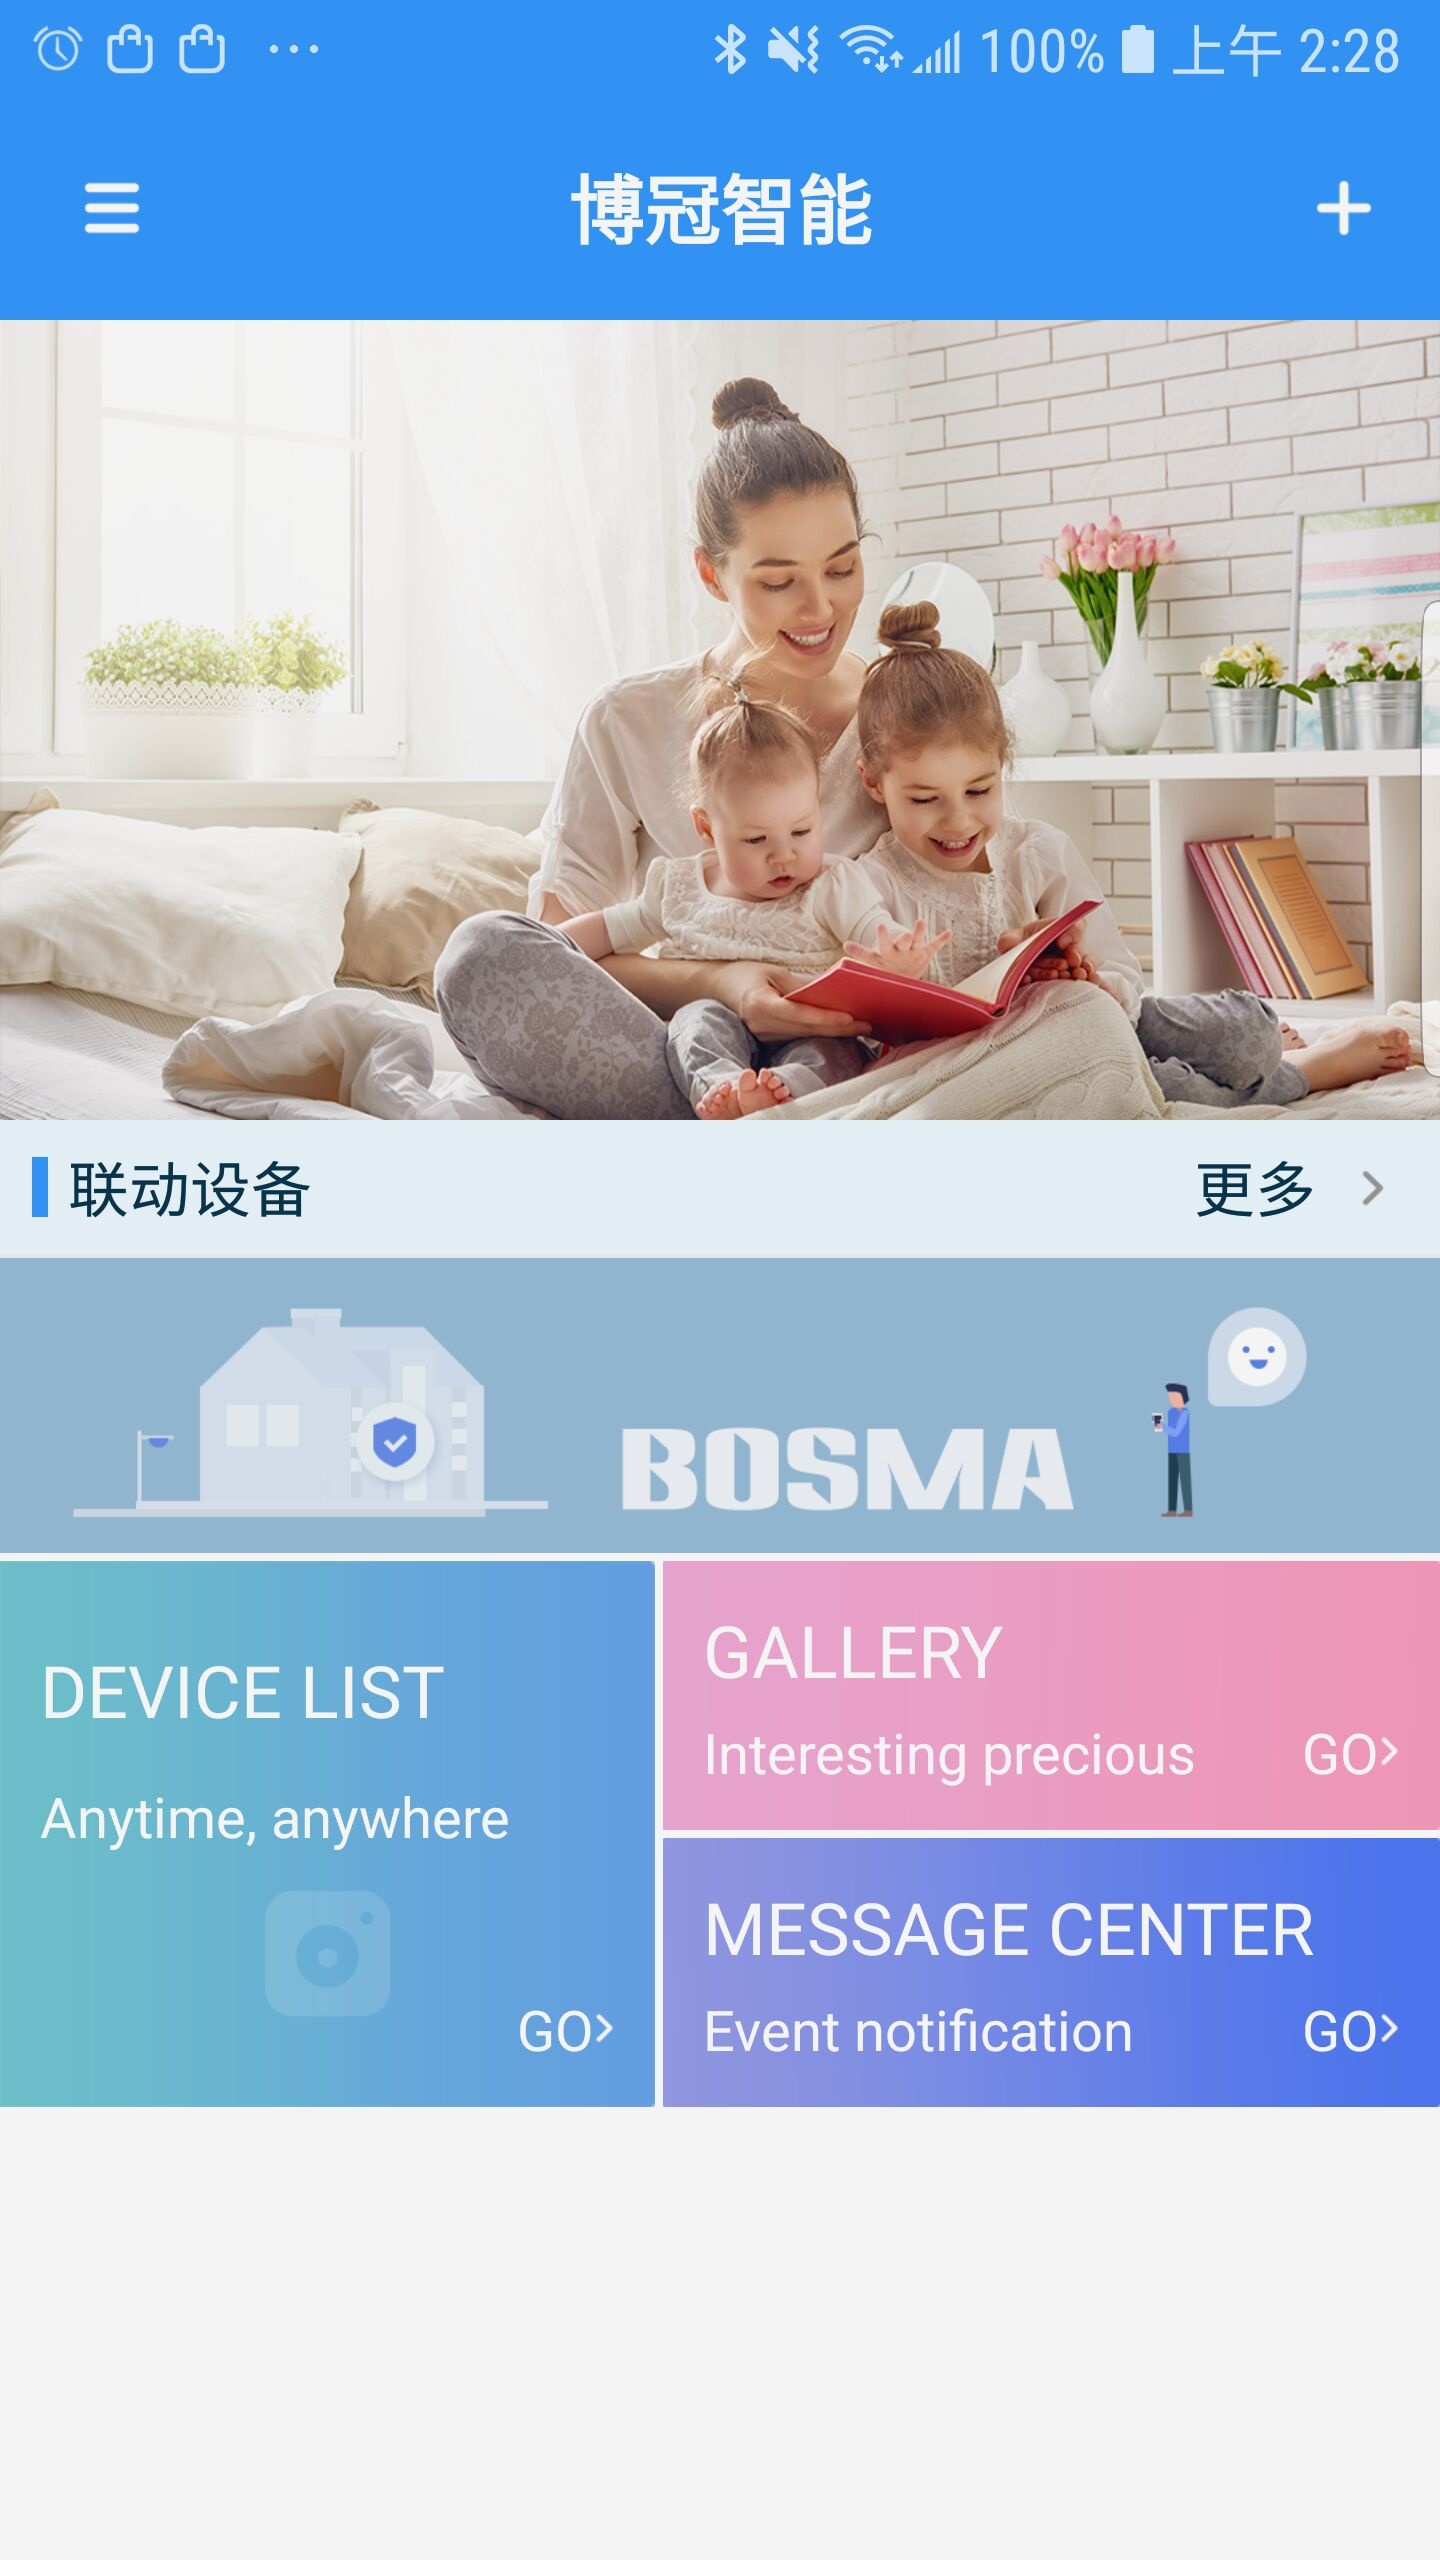 100% 上午 2:28
博冠智能
联动设备 更多
BOSMA
DEVICE LIST
Anytime, anywhere
GO
GALLERY
Interesting precious GO
MESSAGE CENTER
Event notification GO